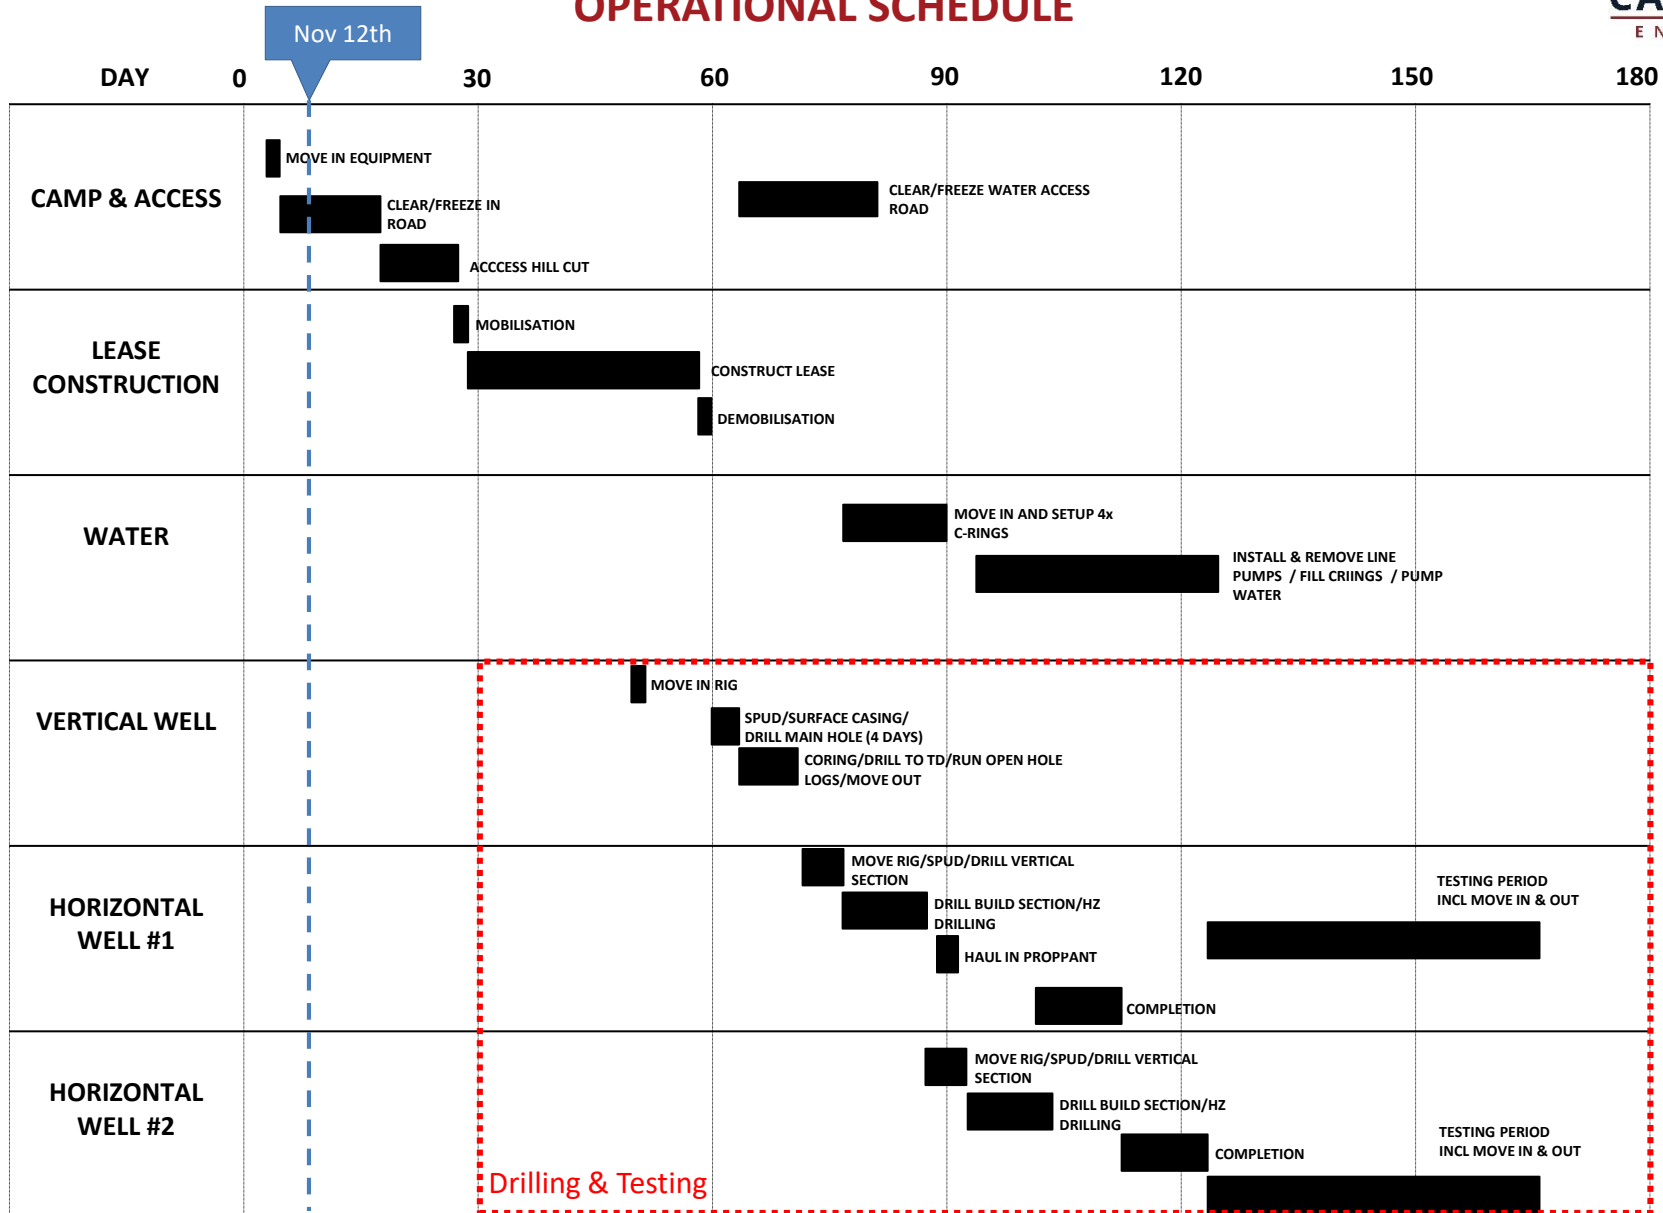 OPERATIONAL SCHEDULE
Nov 12th
DAY 0 30 60 90 120 150 180
CAMP & ACCESS
MOVE IN EQUIPMENT
CLEAR/FREEZE IN
ROAD
ACCCESS HILL CUT
CLEAR/FREEZE WATER ACCESS
ROAD
LEASE
CONSTRUCTION
MOBILISATION
CONSTRUCT LEASE
DEMOBILISATION
WATER
MOVE IN AND SETUP 4x
C-RINGS
INSTALL & REMOVE LINE
PUMPS / FILL CRIINGS / PUMP
WATER
VERTICAL WELL
MOVE IN RIG
SPUD/SURFACE CASING/
DRILL MAIN HOLE (4 DAYS)
CORING/DRILL TO TD/RUN OPEN HOLE
LOGS/MOVE OUT
HORIZONTAL
WELL #1
MOVE RIG/SPUD/DRILL VERTICAL
SECTION
DRILL BUILD SECTION/HZ
DRILLING
HAUL IN PROPPANT
COMPLETION
TESTING PERIOD
INCL MOVE IN & OUT
HORIZONTAL
WELL #2
MOVE RIG/SPUD/DRILL VERTICAL
SECTION
DRILL BUILD SECTION/HZ
DRILLING
COMPLETION
TESTING PERIOD
INCL MOVE IN & OUT
Drilling & Testing